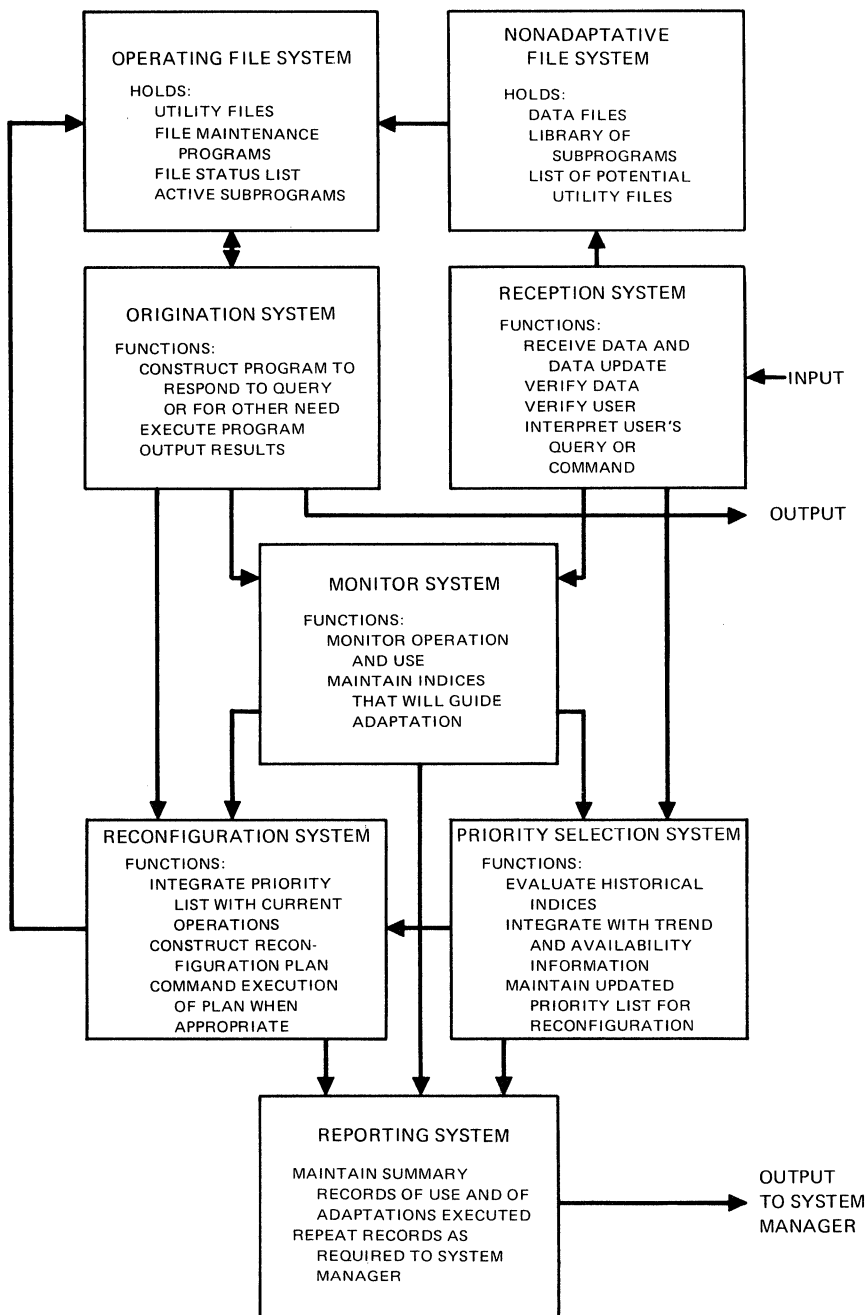 OPERATING FILE SYSTEM
HOLDS:
UTILITY FILES
FILE MAINTENANCE
PROGRAMS
FILE STATUS LIST
ACTIVE SUBPROGRAMS
NONADAPTATIVE
FILE SYSTEM
HOLDS:
DATA FILES
LIBRARY OF
SUBPROGRAMS
LIST OF POTENTIAL
UTILITY FILES
ORIGINATION SYSTEM
FUNCTIONS:
CONSTRUCT PROGRAM TO
RESPOND TO QUERY
OR FOR OTHER NEED
EXECUTE PROGRAM
OUTPUT RESULTS
RECEPTION SYSTEM
FUNCTIONS:
RECEIVE DATA AND
DATA UPDATE
VERIFY DATA
VERIFY USER
INTERPRET USER'S
QUERY OR
COMMAND
INPUT
OUTPUT
MONITOR SYSTEM
FUNCTIONS:
MONITOR OPERATION
AND USE
MAINTAIN INDICES
THAT WILL GUIDE
ADAPTATION
RECONFIGURATION SYSTEM
FUNCTIONS:
INTEGRATE PRIORITY
LIST WITH CURRENT
OPERATIONS
CONSTRUCT RECON-
FIGURATION PLAN
COMMAND EXECUTION
OF PLAN WHEN
APPROPRIATE
PRIORITY SELECTION SYSTEM
FUNCTIONS:
EVALUATE HISTORICAL
INDICES
INTEGRATE WITH TREND
AND AVAILABILITY
INFORMATION
MAINTAIN UPDATED
PRIORITY LIST FOR
RECONFIGURATION
REPORTING SYSTEM
MAINTAIN SUMMARY
RECORDS OF USE AND OF
ADAPTATIONS EXECUTED
REPEAT RECORDS AS
REQUIRED TO SYSTEM
MANAGER
OUTPUT
TO SYSTEM
MANAGER